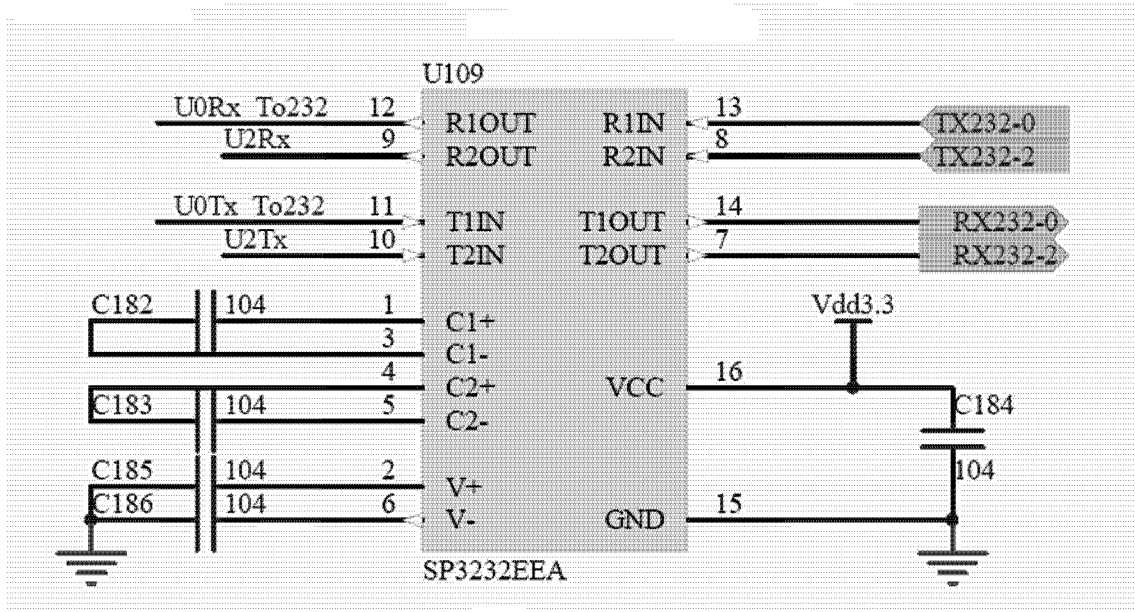 U109
U0Rx_To232 12 R1OUT R1IN 13 TX232-0
U2Rx 9 R2OUT R2IN 8 TX232-2
U0Tx_To232 11 T1IN T1OUT 14 RX232-0
U2Tx 10 T2IN T2OUT 7 RX232-2
C182 104 1 C1+ Vdd3.3
3 C1-
4 C2+ VCC 16
C183 104 5 C2- C184
C185 104 2 V+ 104
C186 104 6 V- GND 15
SP3232EEA